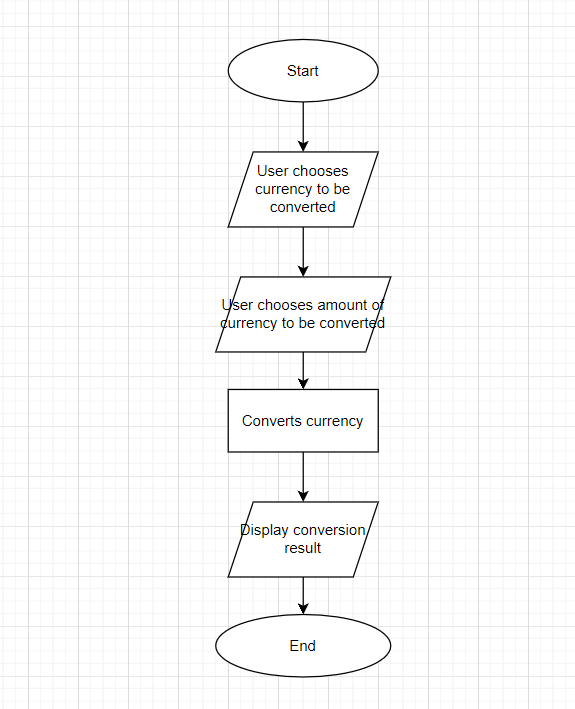 Start
User chooses
currency to be
converted
User chooses amount of
currency to be converted
Converts currency
Display conversion
result
End